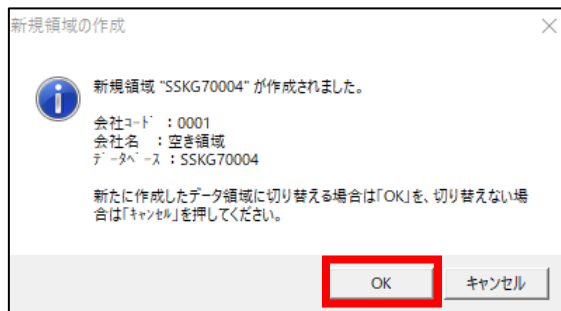 新規領域の作成
新規領域 "SSKG70004" が作成されました。
会社ｺｰﾄﾞ : 0001
会社名 : 空き領域
ﾃﾞｰﾀﾍﾞｰｽ : SSKG70004
新たに作成したデータ領域に切り替える場合は「OK」を、切り替えない場
合は「ｷｬﾝｾﾙ」を押してください。
OK
キャンセル